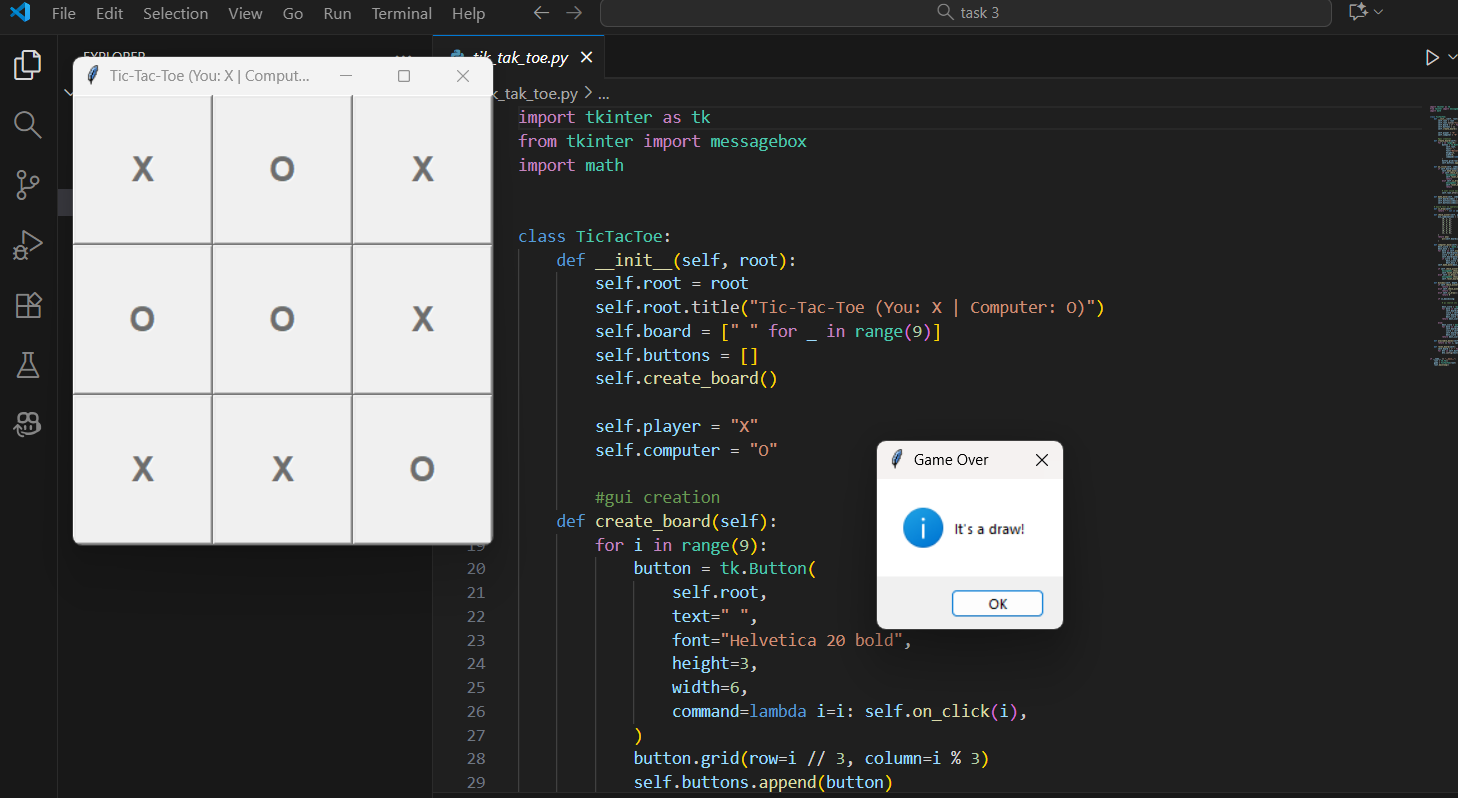 File Edit Selection View Go Run Terminal Help
task 3
tik_tak_toe.py
Tic-Tac-Toe (You: X | Comput...
k_tak_toe.py > ...
X O X
O O X
X X O
import tkinter as tk
from tkinter import messagebox
import math
class TicTacToe:
def __init__(self, root):
self.root = root
self.root.title("Tic-Tac-Toe (You: X | Computer: O)")
self.board = [" " for _ in range(9)]
self.buttons = []
self.create_board()
self.player = "X"
self.computer = "O"
#gui creation
def create_board(self):
19 for i in range(9):
20 button = tk.Button(
21 self.root,
22 text=" ",
23 font="Helvetica 20 bold",
24 height=3,
25 width=6,
26 command=lambda i=i: self.on_click(i),
27 )
28 button.grid(row=i // 3, column=i % 3)
29 self.buttons.append(button)
Game Over
It's a draw!
OK